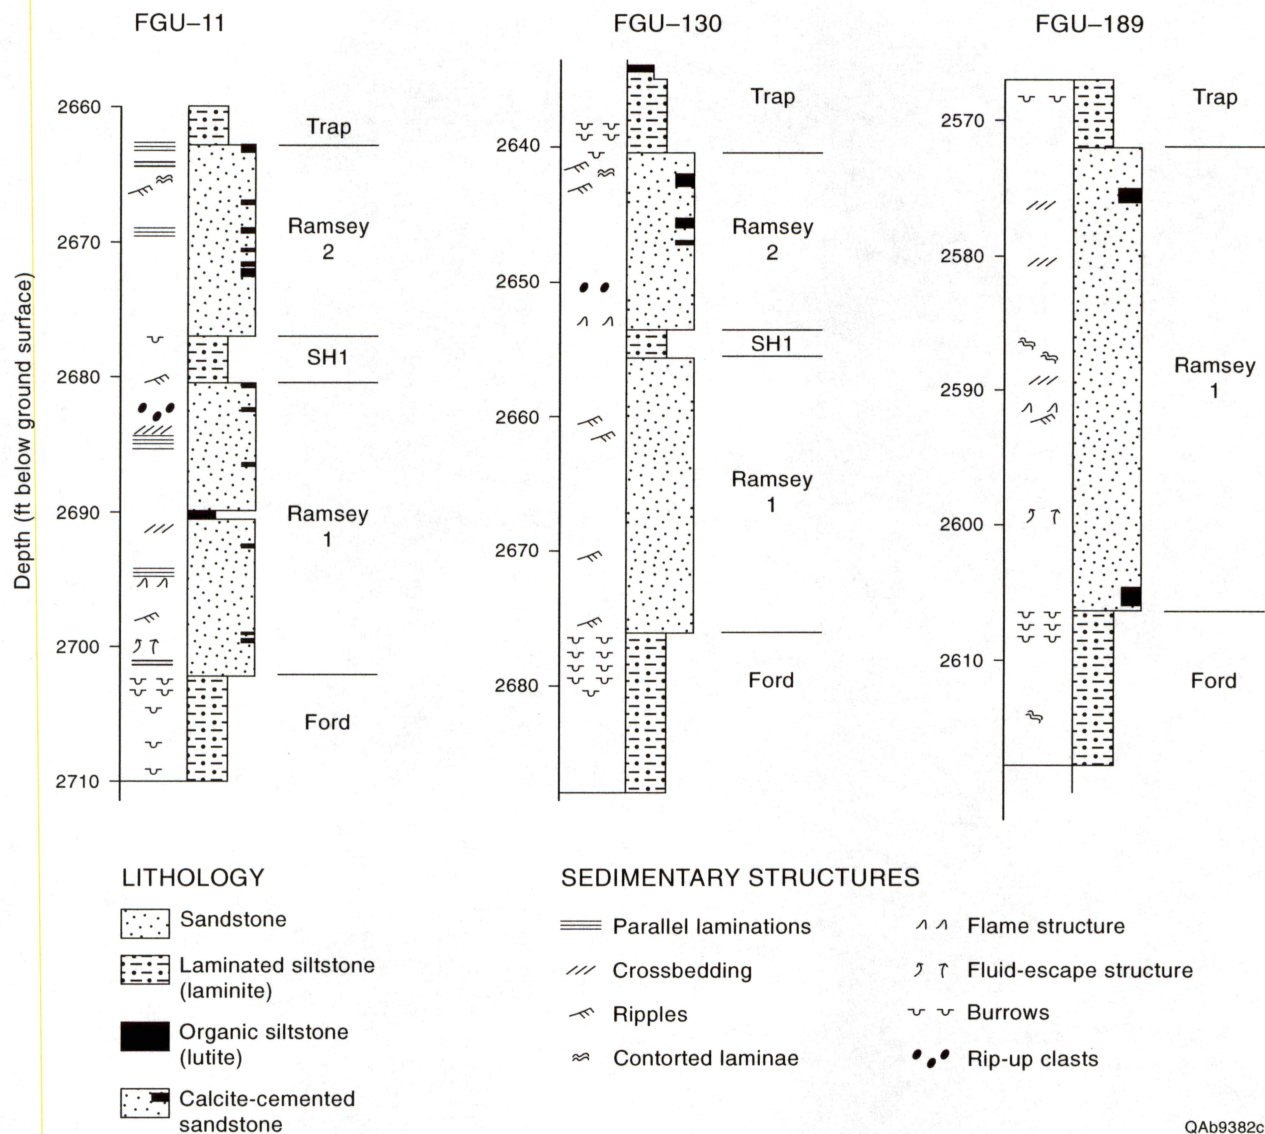 FGU–11
FGU–130
FGU–189
Depth (ft below ground surface)
2660
2670
2680
2690
2700
2710
Trap
Ramsey
2
SH1
Ramsey
1
Ford
2640
2650
2660
2670
2680
Trap
Ramsey
2
SH1
Ramsey
1
Ford
2570
2580
2590
2600
2610
Trap
Ramsey
1
Ford
LITHOLOGY
Sandstone
Laminated siltstone
(laminite)
Organic siltstone
(lutite)
Calcite-cemented
sandstone
SEDIMENTARY STRUCTURES
Parallel laminations
Crossbedding
Ripples
Contorted laminae
Flame structure
Fluid-escape structure
Burrows
Rip-up clasts
QAb9382c